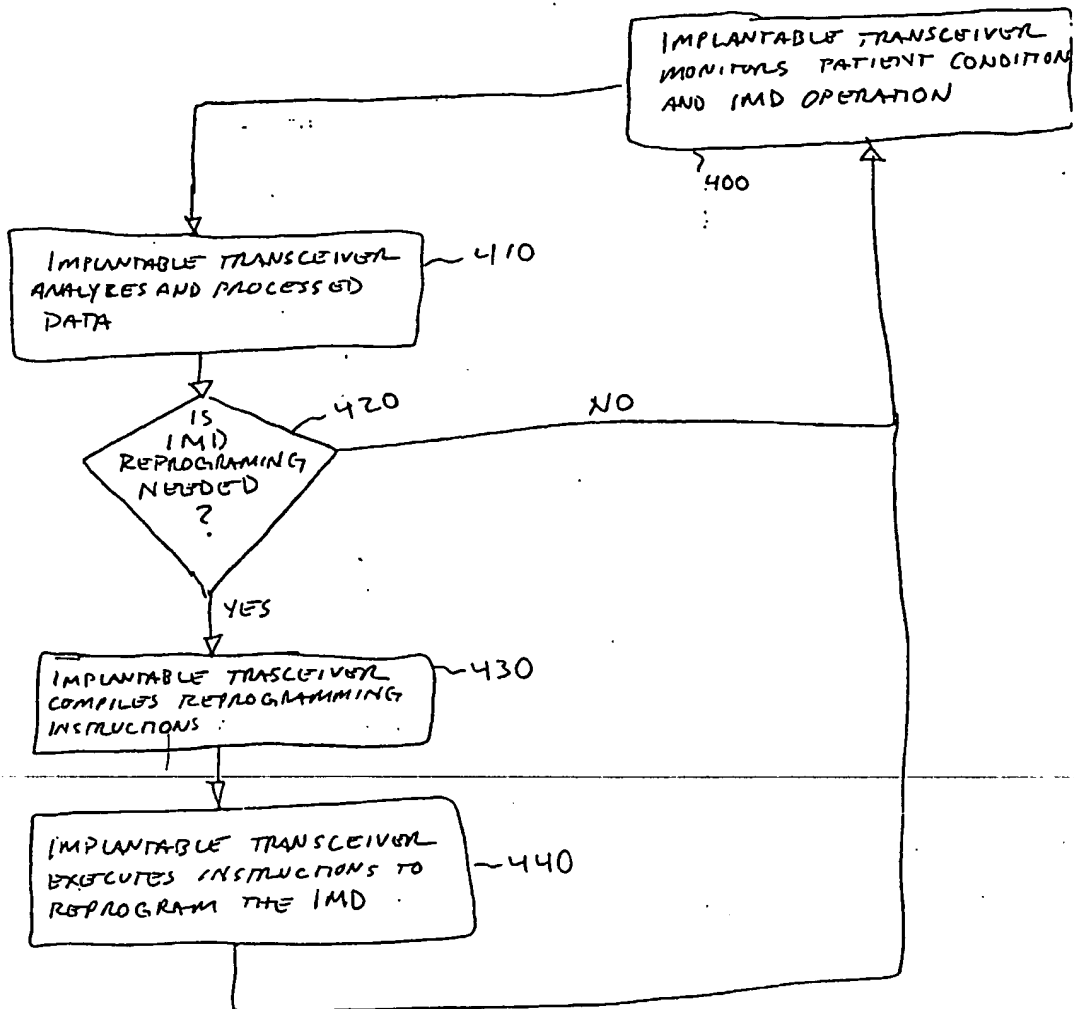 IMPLANTABLE TRANSCEIVER
MONITORS PATIENT CONDITION
AND IMD OPERATION
400
IMPLANTABLE TRANSCEIVER
ANALYZES AND PROCESSED
DATA
410
IS
IMD
REPROGRAMING
NEEDED
?
420
NO
YES
IMPLANTABLE TRASCEIVER
COMPILES REPROGRAMMING
INSTRUCTIONS
430
IMPLANTABLE TRANSCEIVER
EXECUTES INSTRUCTIONS TO
REPROGRAM THE IMD
440